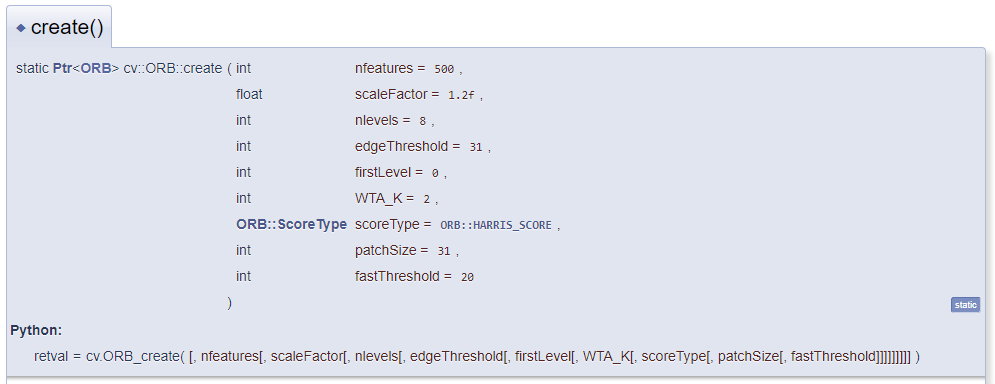 ◆ create()
static Ptr<ORB> cv::ORB::create ( int nfeatures = 500 ,
float scaleFactor = 1.2f ,
int nlevels = 8 ,
int edgeThreshold = 31 ,
int firstLevel = 0 ,
int WTA_K = 2 ,
ORB::ScoreType scoreType = ORB::HARRIS_SCORE ,
int patchSize = 31 ,
int fastThreshold = 20
)
static
Python:
retval = cv.ORB_create( [, nfeatures[, scaleFactor[, nlevels[, edgeThreshold[, firstLevel[, WTA_K[, scoreType[, patchSize[, fastThreshold]]]]]]]]] )